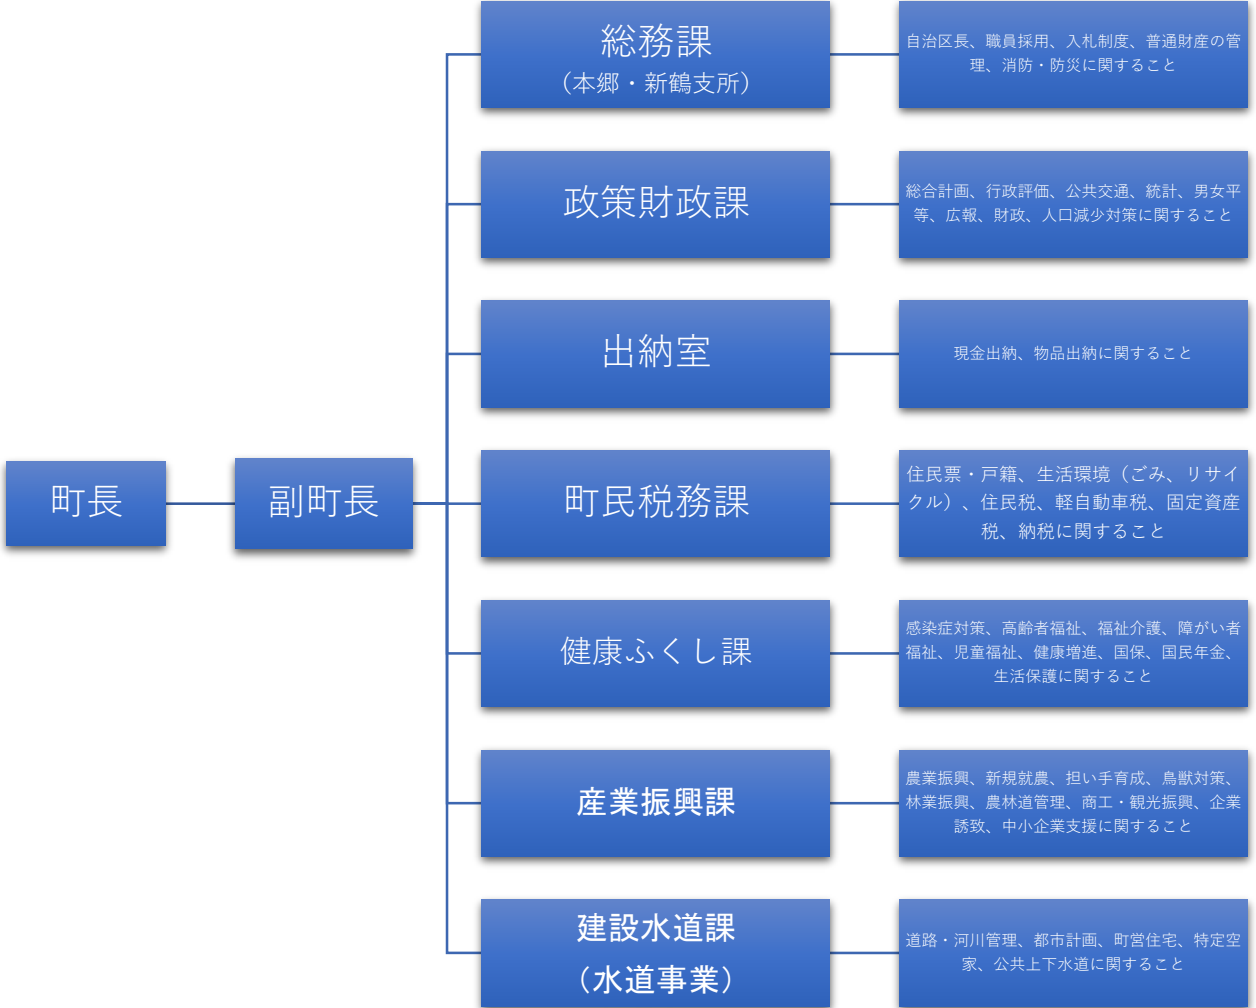 町長
副町長
総務課
（本郷・新鶴支所）
自治区長、職員採用、入札制度、普通財産の管
理、消防・防災に関すること
政策財政課
総合計画、行政評価、公共交通、統計、男女平
等、広報、財政、人口減少対策に関すること
出納室
現金出納、物品出納に関すること
町民税務課
住民票・戸籍、生活環境（ごみ、リサイ
クル）、住民税、軽自動車税、固定資産
税、納税に関すること
健康ふくし課
感染症対策、高齢者福祉、福祉介護、障がい者
福祉、児童福祉、健康増進、国保、国民年金、
生活保護に関すること
産業振興課
農業振興、新規就農、担い手育成、鳥獣対策、
林業振興、農林道管理、商工・観光振興、企業
誘致、中小企業支援に関すること
建設水道課
（水道事業）
道路・河川管理、都市計画、町営住宅、特定空
家、公共上下水道に関すること